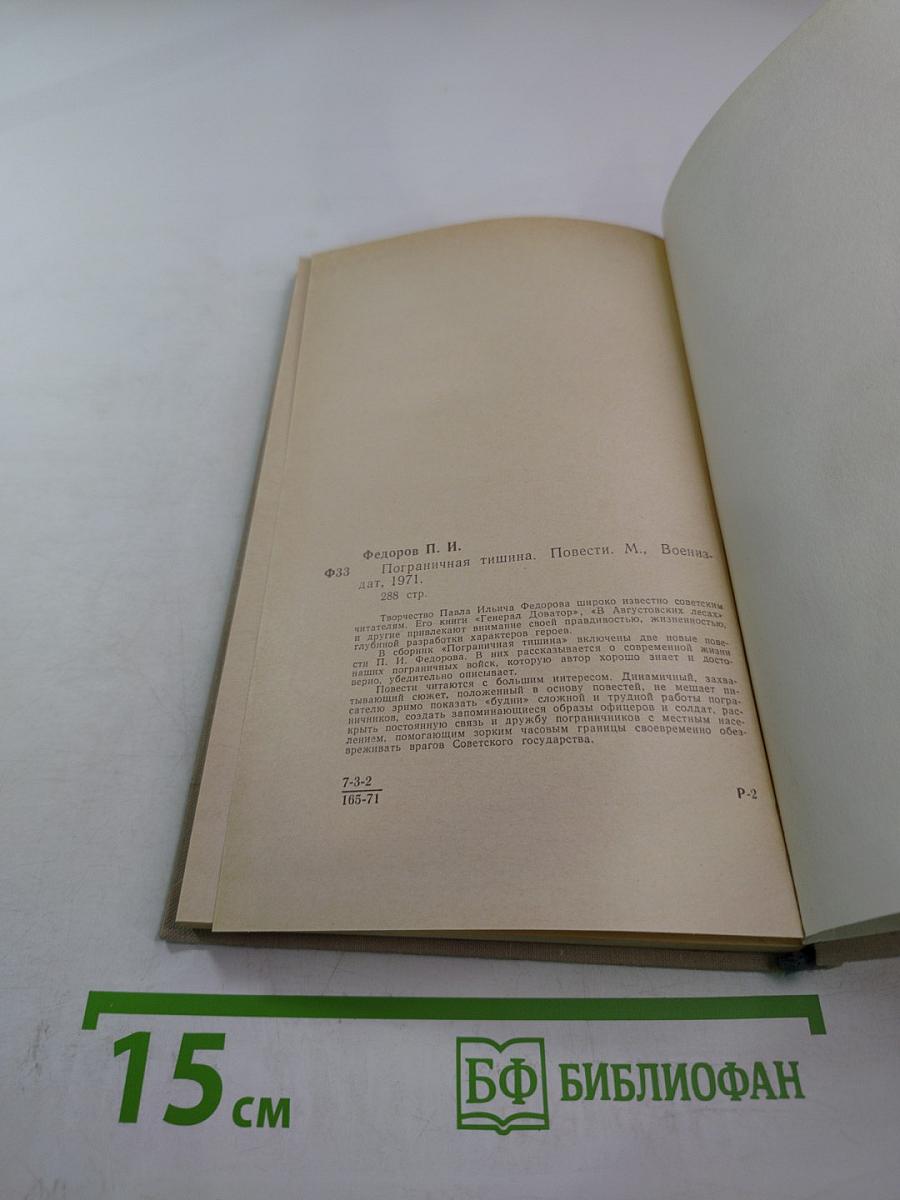 Федоров П. И.
Ф33 Пограничная тишина. Повести. М., Воениз-
дат, 1971.
288 стр.
Творчество Павла Ильича Федорова широко известно советским
читателям. Его книги «Генерал Доватор», «В Августовских лесах»
и другие привлекают внимание своей правдивостью, жизненностью,
глубиной разработки характеров героев.
В сборник «Пограничная тишина» включены две новые пове-
сти П. И. Федорова. В них рассказывается о современной жизни
наших пограничных войск, которую автор хорошо знает и досто-
верно, убедительно описывает.
Повести читаются с большим интересом. Динамичный, захва-
тывающий сюжет, положенный в основу повестей, не мешает пи-
сателю зримо показать «будни» сложной и трудной работы погра-
ничников, создать запоминающиеся образы офицеров и солдат, рас-
крыть постоянную связь и дружбу пограничников с местным насе-
лением, помогающим зорким часовым границы своевременно обез-
вреживать врагов Советского государства.
7-3-2
165-71
Р-2
15 см
БФ БИБЛИОФАН